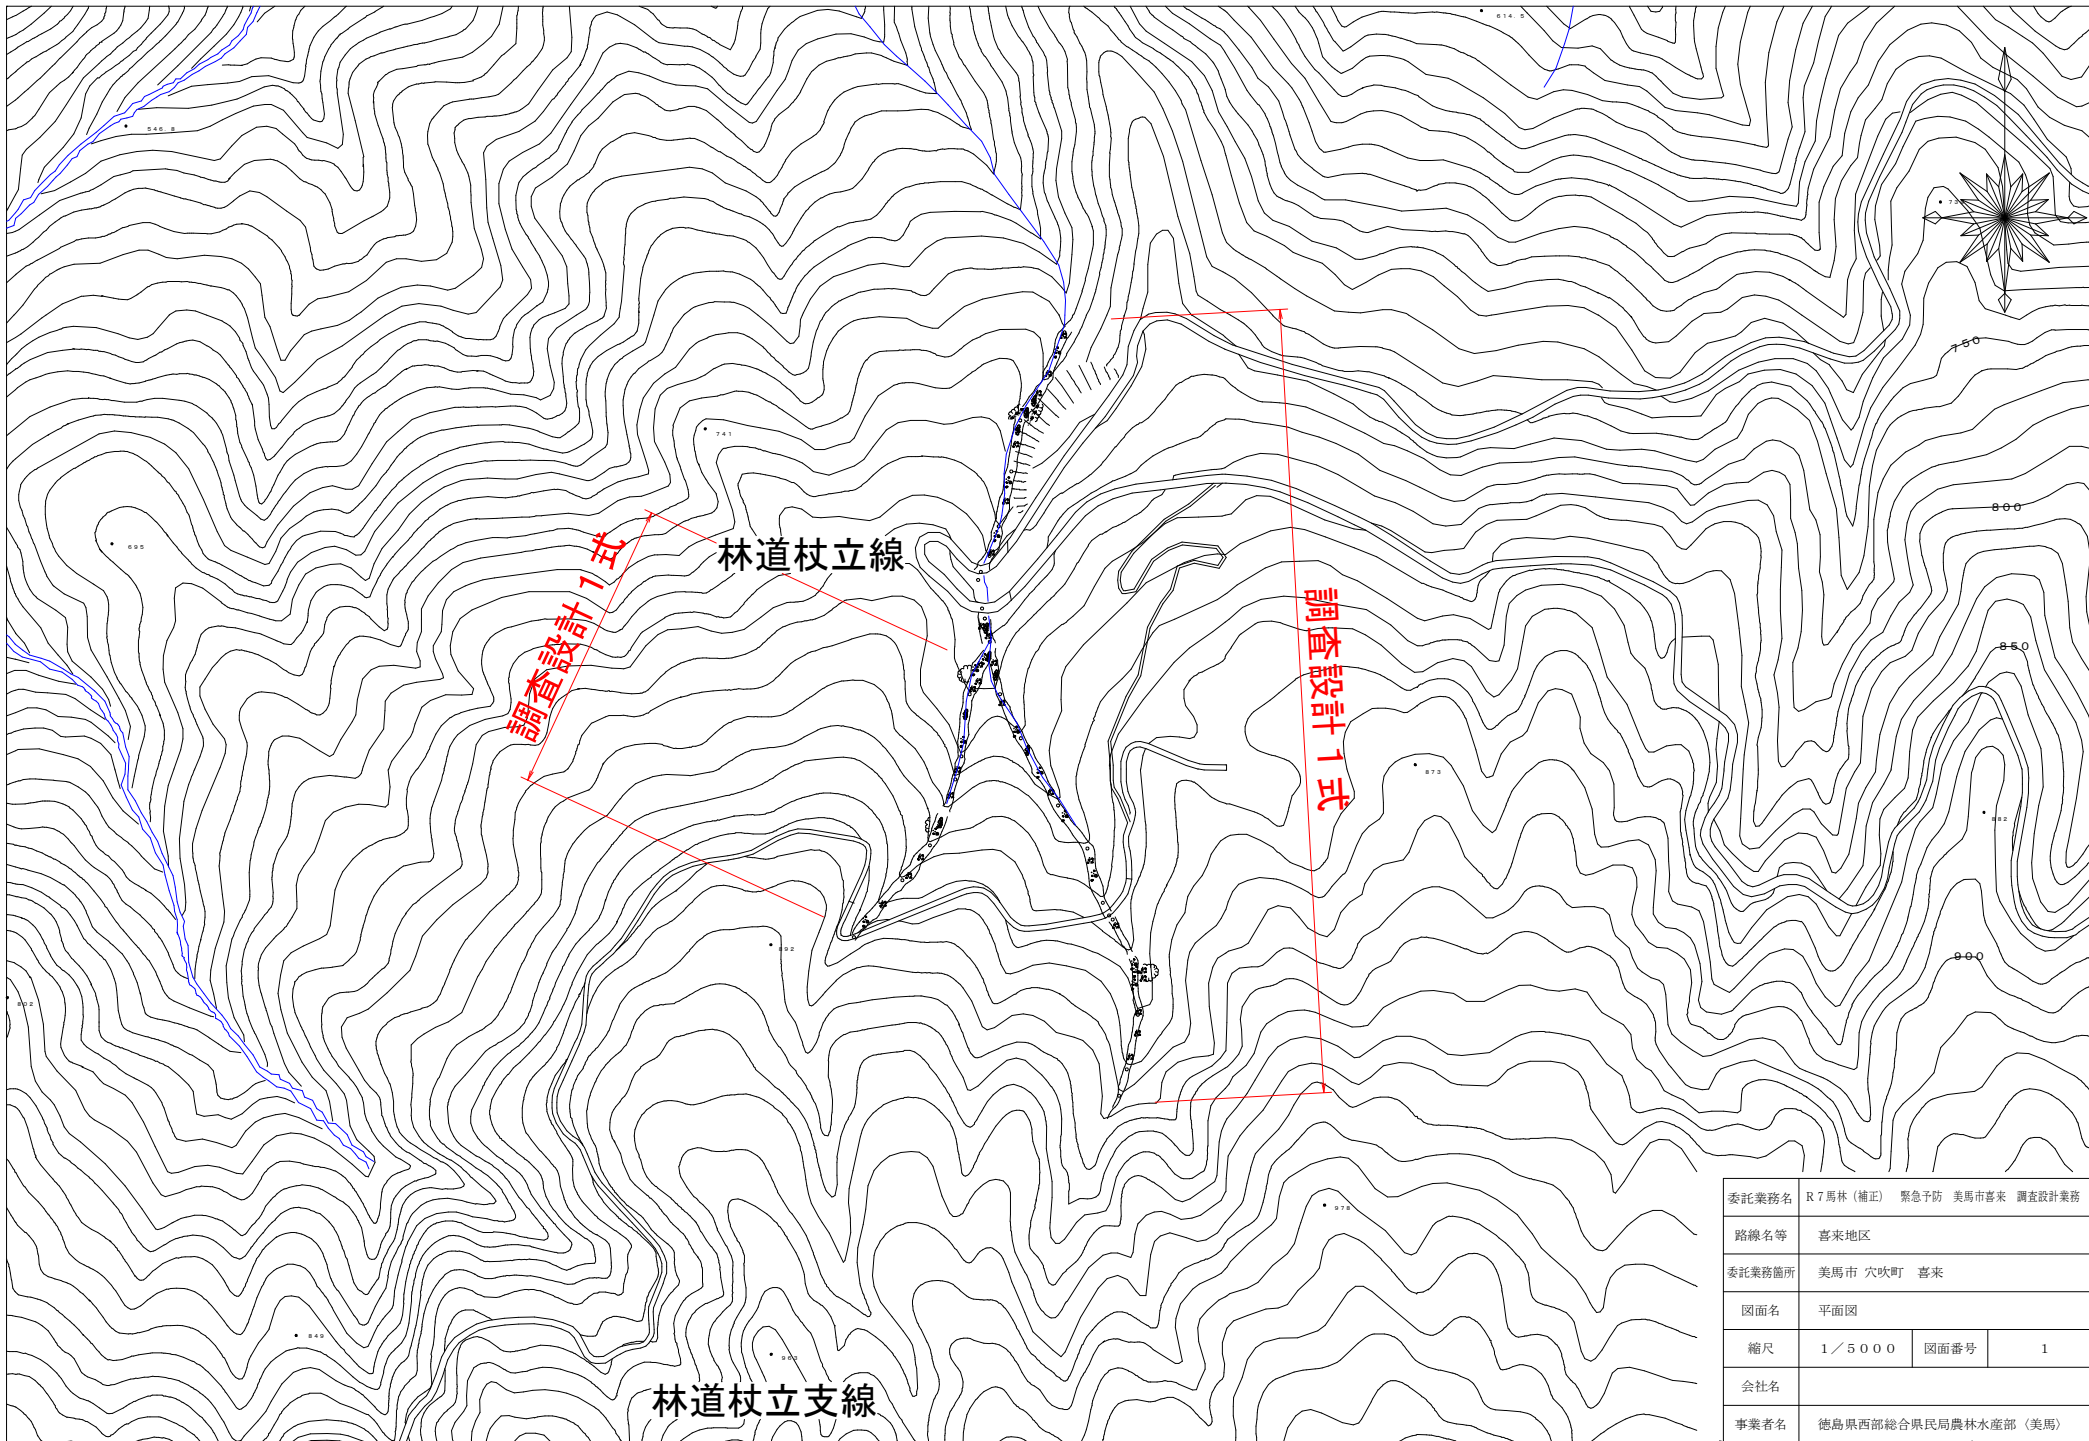 614.5
546.8
750
741
800
695
林道杖立線
調査設計1式
調査設計1式
850
873
882
892
900
802
978
849
963
林道杖立支線
委託業務名 R7馬林（補正） 緊急予防 美馬市喜来 調査設計業務
路線名等 喜来地区
委託業務箇所 美馬市 穴吹町 喜来
図面名 平面図
縮尺 1／5000 図面番号 1
会社名
事業者名 徳島県西部総合県民局農林水産部〈美馬〉